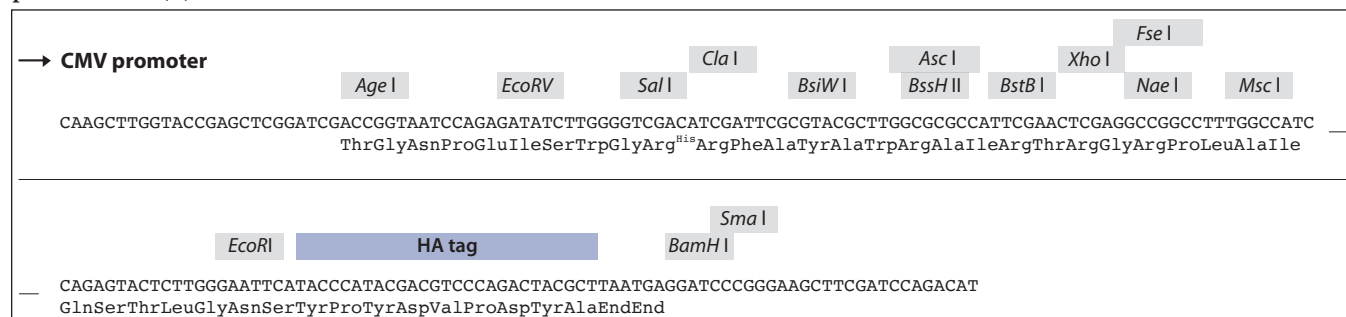 Fse I
→ CMV promoter Cla I Asc I Xho I
Age I EcoRV Sal I BsiW I BssH II BstB I Nae I Msc I
CAAGCTTGGTACCGAGCTCGGATCGACCGGTAATCCAGAGATATCTTGGGGTCGACATCGATTCGCGTACGCTTGGCGCGCCATTCGAACTCGAGGCCGGCCTTTGGCCATC
ThrGlyAsnProGluIleSerTrpGlyArgHisArgPheAlaTyrAlaTrpArgAlaIleArgThrArgGlyArgProLeuAlaIle
Sma I
EcoRI HA tag BamH I
CAGAGTACTCTTGGGAATTCATACCCATACGACGTCCCAGACTACGCTTAATGAGGATCCCGGGAAGCTTCGATCCAGACAT
GlnSerThrLeuGlyAsnSerTyrProTyrAspValProAspTyrAlaEndEnd